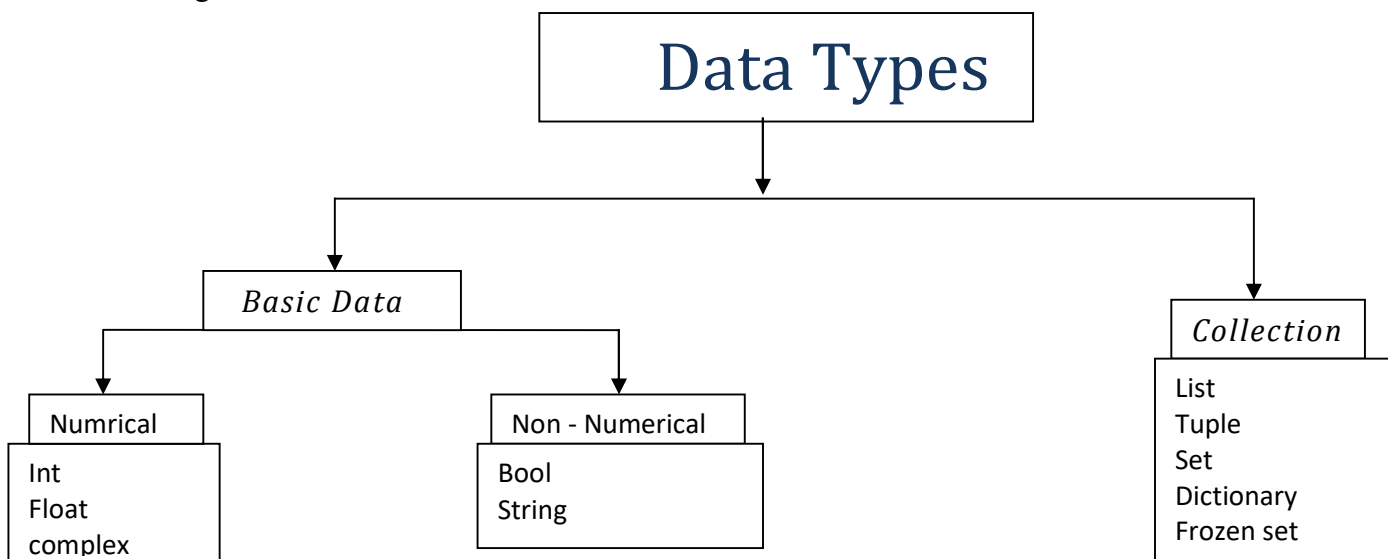 Data Types
Basic Data
Collection
Numrical
Int
Float
complex
Non - Numerical
Bool
String
List
Tuple
Set
Dictionary
Frozen set